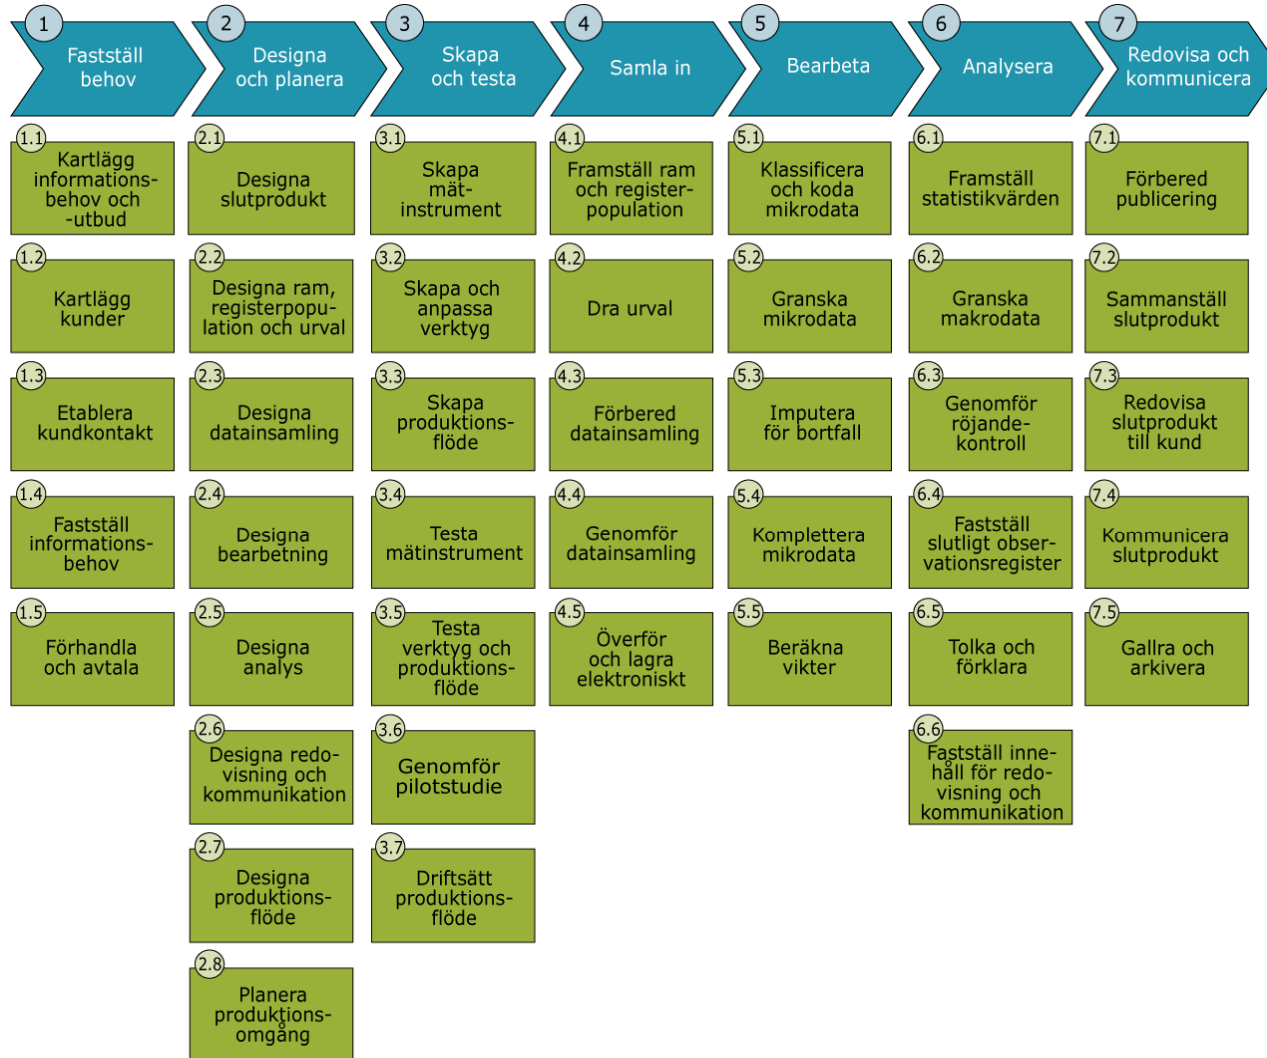 1
Fastställ
behov
2
Designa
och planera
3
Skapa
och testa
4
Samla in
5
Bearbeta
6
Analysera
7
Redovisa och
kommunicera
1.1
Kartlägg
informations-
behov och
-utbud
2.1
Designa
slutprodukt
3.1
Skapa
mät-
instrument
4.1
Framställ ram
och register-
population
5.1
Klassificera
och koda
mikrodata
6.1
Framställ
statistikvärden
7.1
Förbered
publicering
1.2
Kartlägg
kunder
2.2
Designa ram,
registerpopu-
lation och urval
3.2
Skapa och
anpassa
verktyg
4.2
Dra urval
5.2
Granska
mikrodata
6.2
Granska
makrodata
7.2
Sammanställ
slutprodukt
1.3
Etablera
kundkontakt
2.3
Designa
datainsamling
3.3
Skapa
produktions-
flöde
4.3
Förbered
datainsamling
5.3
Imputera
för bortfall
6.3
Genomför
röjande-
kontroll
7.3
Redovisa
slutprodukt
till kund
1.4
Fastställ
informations-
behov
2.4
Designa
bearbetning
3.4
Testa
mätinstrument
4.4
Genomför
datainsamling
5.4
Komplettera
mikrodata
6.4
Fastställ
slutligt obser-
vationsregister
7.4
Kommunicera
slutprodukt
1.5
Förhandla
och avtala
2.5
Designa
analys
3.5
Testa
verktyg och
produktions-
flöde
4.5
Överför
och lagra
elektroniskt
5.5
Beräkna
vikter
6.5
Tolka och
förklara
7.5
Gallra och
arkivera
2.6
Designa redo-
visning och
kommunikation
3.6
Genomför
pilotstudie
6.6
Fastställ inne-
håll för redo-
visning och
kommunikation
2.7
Designa
produktions-
flöde
3.7
Driftsätt
produktions-
flöde
2.8
Planera
produktions-
omgång